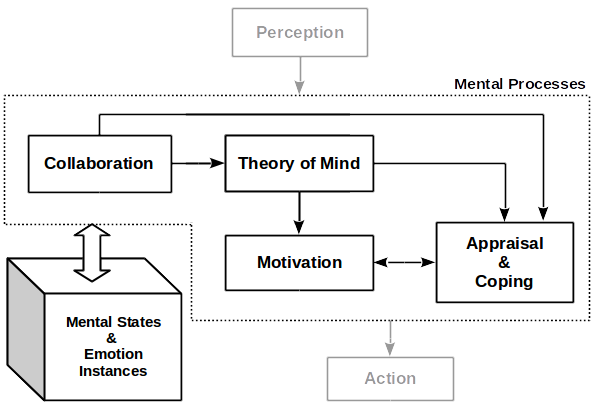 Perception
Mental Processes
Collaboration
Theory of Mind
Motivation
Appraisal
&
Coping
Mental States
&
Emotion
Instances
Action